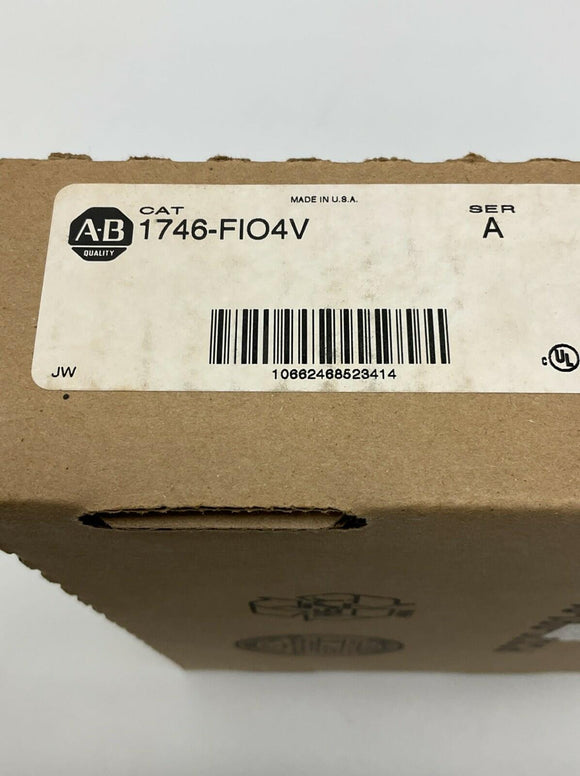 MADE IN U.S.A.
CAT
SER
A-B
QUALITY
1746-FIO4V
A
10662468523414
JW
c UL